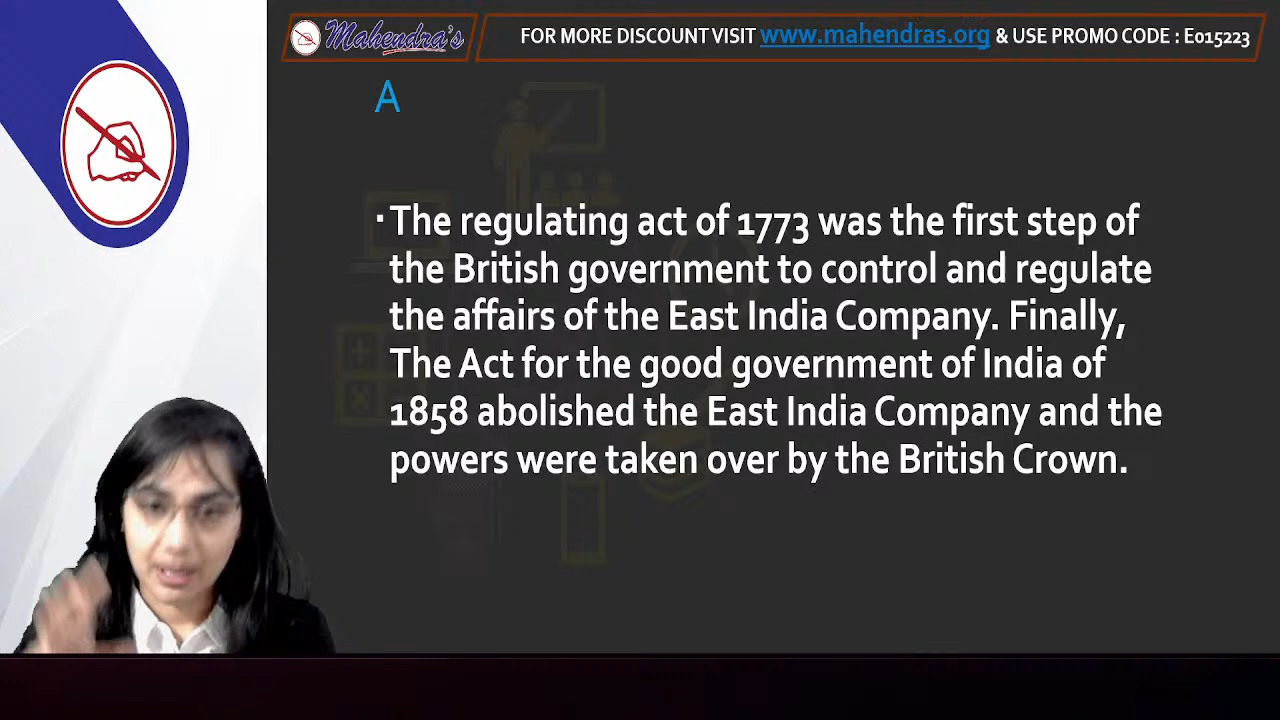 Mahendra's
FOR MORE DISCOUNT VISIT www.mahendras.org & USE PROMO CODE : E015223
A
The regulating act of 1773 was the first step of
the British government to control and regulate
the affairs of the East India Company. Finally,
The Act for the good government of India of
1858 abolished the East India Company and the
powers were taken over by the British Crown.